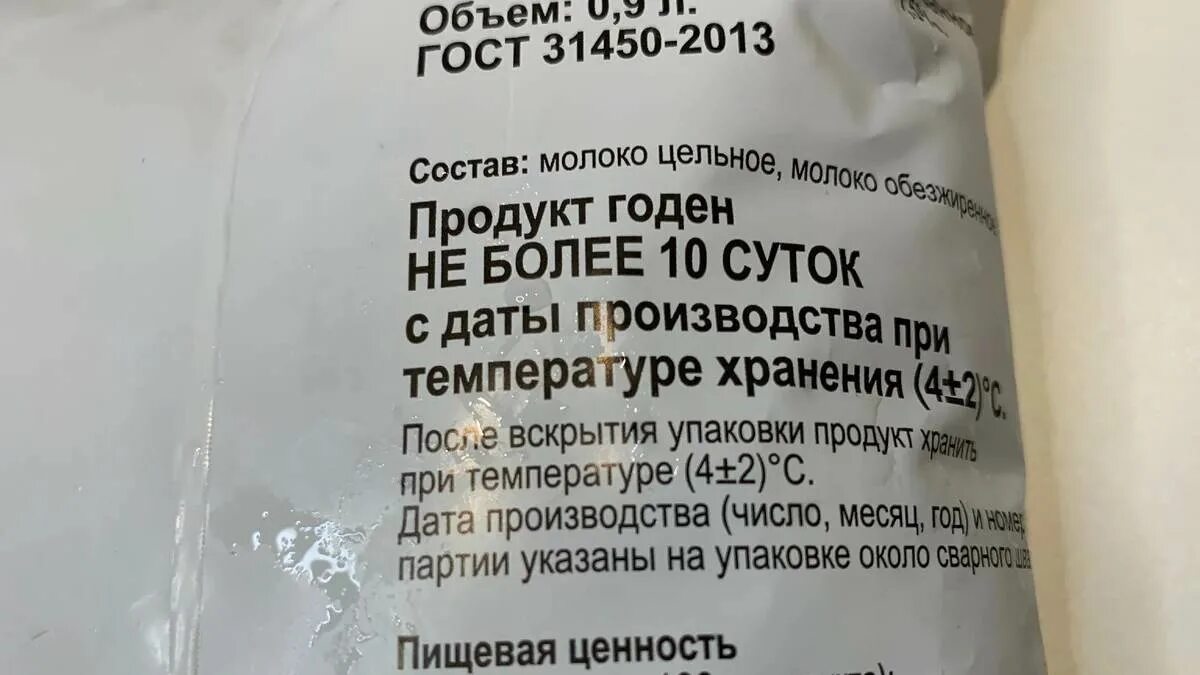 Объем: 0,9 л.
ГОСТ 31450-2013
Состав: молоко цельное, молоко обезжиренное
Продукт годен
НЕ БОЛЕЕ 10 СУТОК
с даты производства при
температуре хранения (4±2)°С.
После вскрытия упаковки продукт хранить
при температуре (4±2)°С.
Дата производства (число, месяц, год) и номер
партии указаны на упаковке около сварного шва
Пищевая ценность